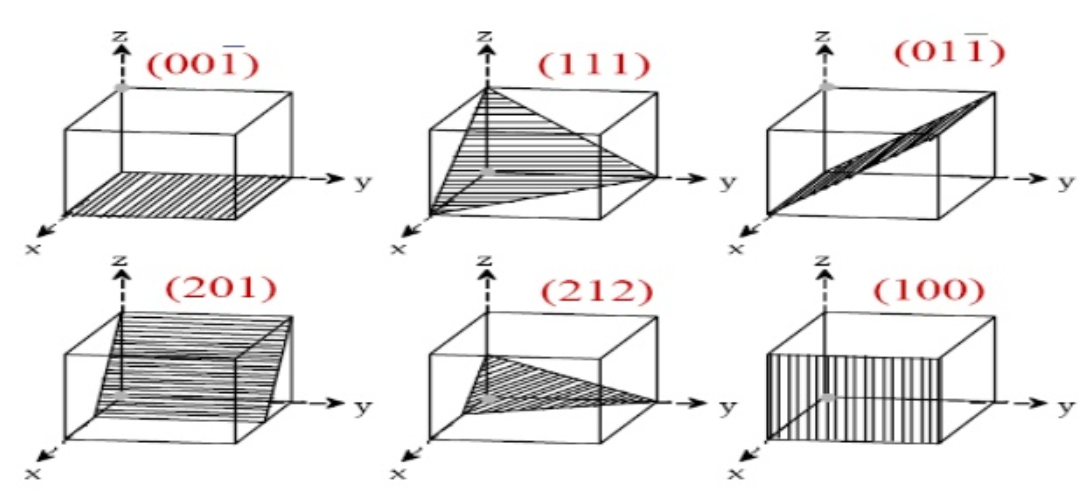 z (001̅)
y
x
z (111)
y
x
z (011̅)
y
x
z (201)
y
x
z (212)
y
x
z (100)
y
x